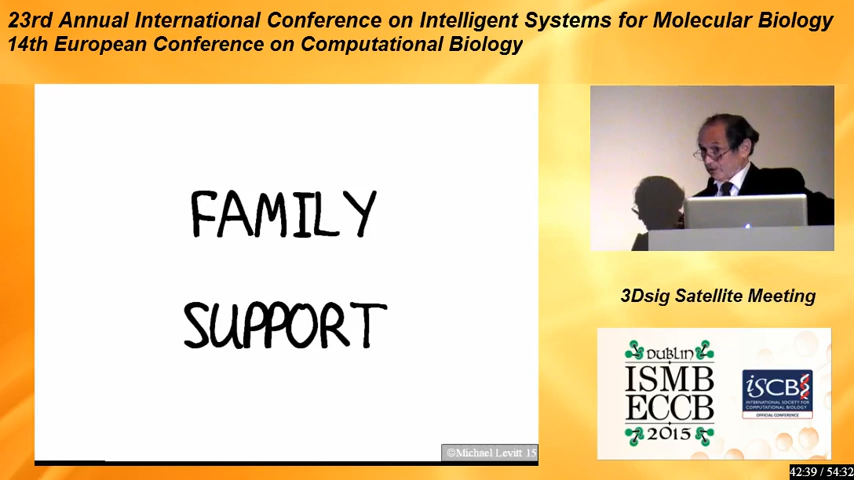 23rd Annual International Conference on Intelligent Systems for Molecular Biology
14th European Conference on Computational Biology
FAMILY
SUPPORT
©Michael Levitt 15
3Dsig Satellite Meeting
DUBLIN
ISMB
ECCB
2015
iSCB
INTERNATIONAL SOCIETY FOR
COMPUTATIONAL BIOLOGY
OFFICIAL CONFERENCE
42:39 / 54:32